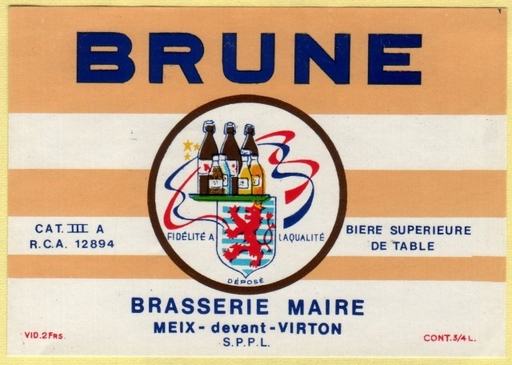 BRUNE
CAT. III A
R.C.A. 12894
FIDÉLITÉ A LA QUALITÉ
BIERE SUPERIEURE
DE TABLE
DÉPOSÉ
BRASSERIE MAIRE
MEIX - devant - VIRTON
S.P.P.L.
VID. 2 FRS.
CONT. 3/4 L.